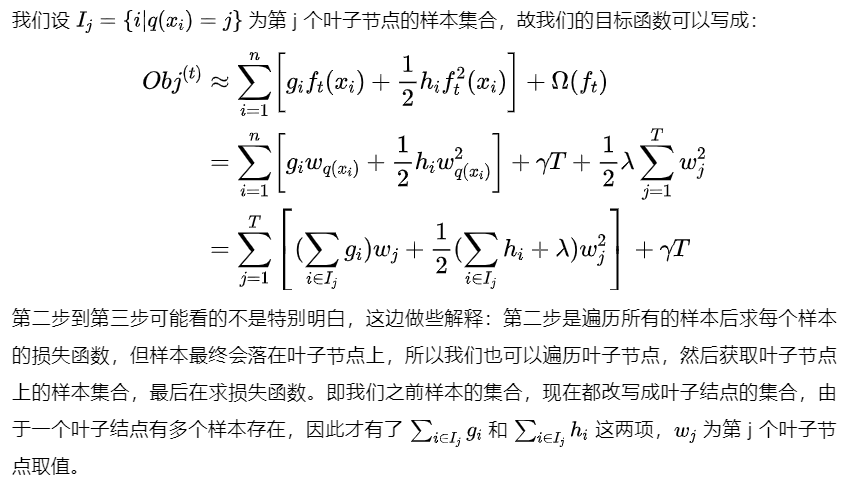 我们设 $I_j = \{i|q(x_i) = j\}$ 为第 j 个叶子节点的样本集合，故我们的目标函数可以写成：
$Obj^{(t)} \approx \sum_{i=1}^{n} \left[ g_i f_t(x_i) + \frac{1}{2} h_i f_t^2(x_i) \right] + \Omega(f_t)$
$= \sum_{i=1}^{n} \left[ g_i w_{q(x_i)} + \frac{1}{2} h_i w_{q(x_i)}^2 \right] + \gamma T + \frac{1}{2} \lambda \sum_{j=1}^{T} w_j^2$
$= \sum_{j=1}^{T} \left[ (\sum_{i \in I_j} g_i) w_j + \frac{1}{2} (\sum_{i \in I_j} h_i + \lambda) w_j^2 \right] + \gamma T$
第二步到第三步可能看的不是特别明白，这边做些解释：第二步是遍历所有的样本后求每个样本
的损失函数，但样本最终会落在叶子节点上，所以我们也可以遍历叶子节点，然后获取叶子节点
上的样本集合，最后在求损失函数。即我们之前样本的集合，现在都改写成叶子结点的集合，由
于一个叶子结点有多个样本存在，因此才有了 $\sum_{i \in I_j} g_i$ 和 $\sum_{i \in I_j} h_i$ 这两项，$w_j$ 为第 j 个叶子节
点取值。